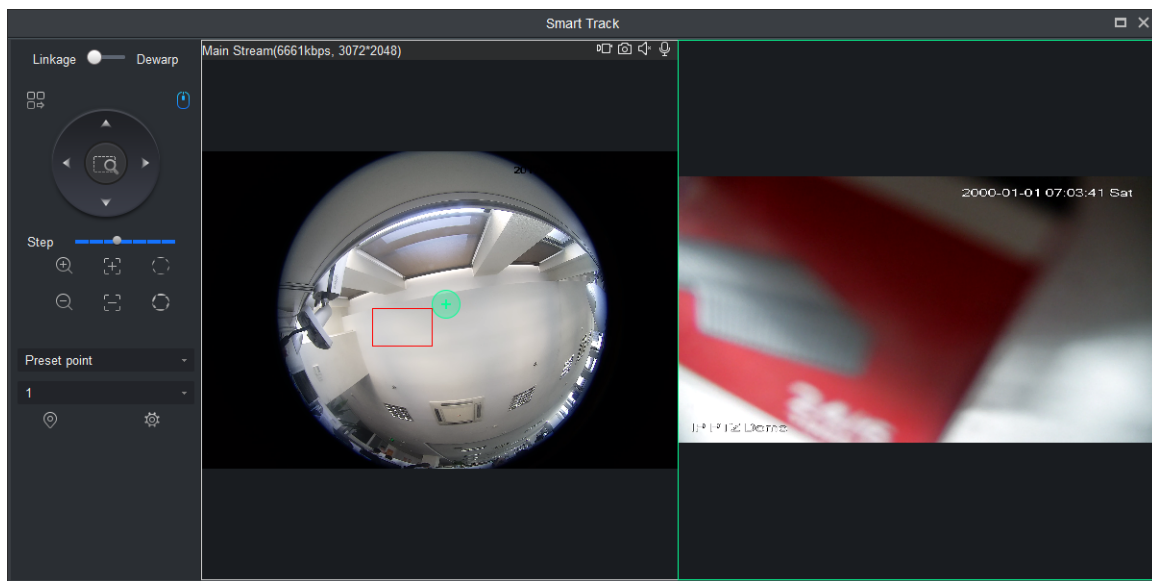 Smart Track
Linkage
Dewarp
Main Stream(6661kbps, 3072*2048)
Step
Preset point
1
20
2000-01-01 07:03:41 Sat
IP PTZ Dome